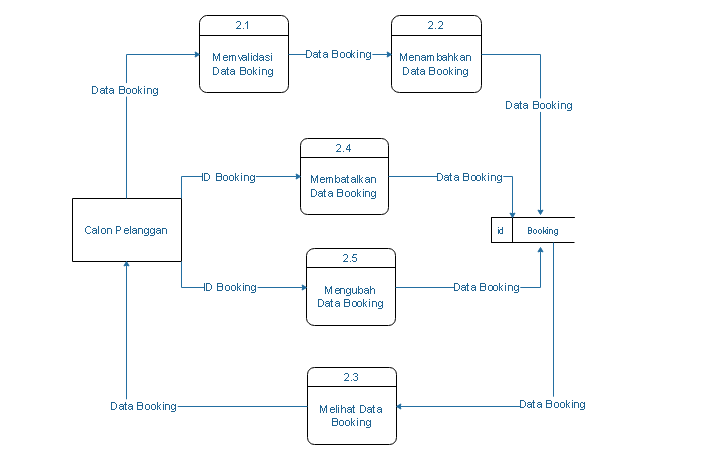 2.1
Memvalidasi
Data Boking
Data Booking
2.2
Menambahkan
Data Booking
Data Booking
Data Booking
2.4
Membatalkan
Data Booking
ID Booking
Data Booking
Calon Pelanggan
id
Booking
2.5
Mengubah
Data Booking
ID Booking
Data Booking
2.3
Melihat Data
Booking
Data Booking
Data Booking